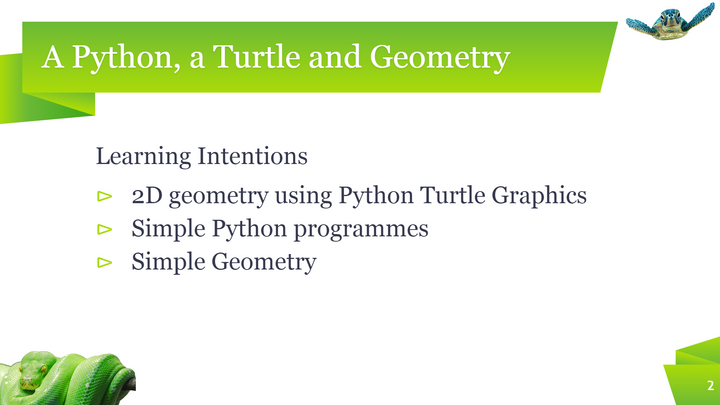 A Python, a Turtle and Geometry
Learning Intentions
⊳ 2D geometry using Python Turtle Graphics
⊳ Simple Python programmes
⊳ Simple Geometry
2